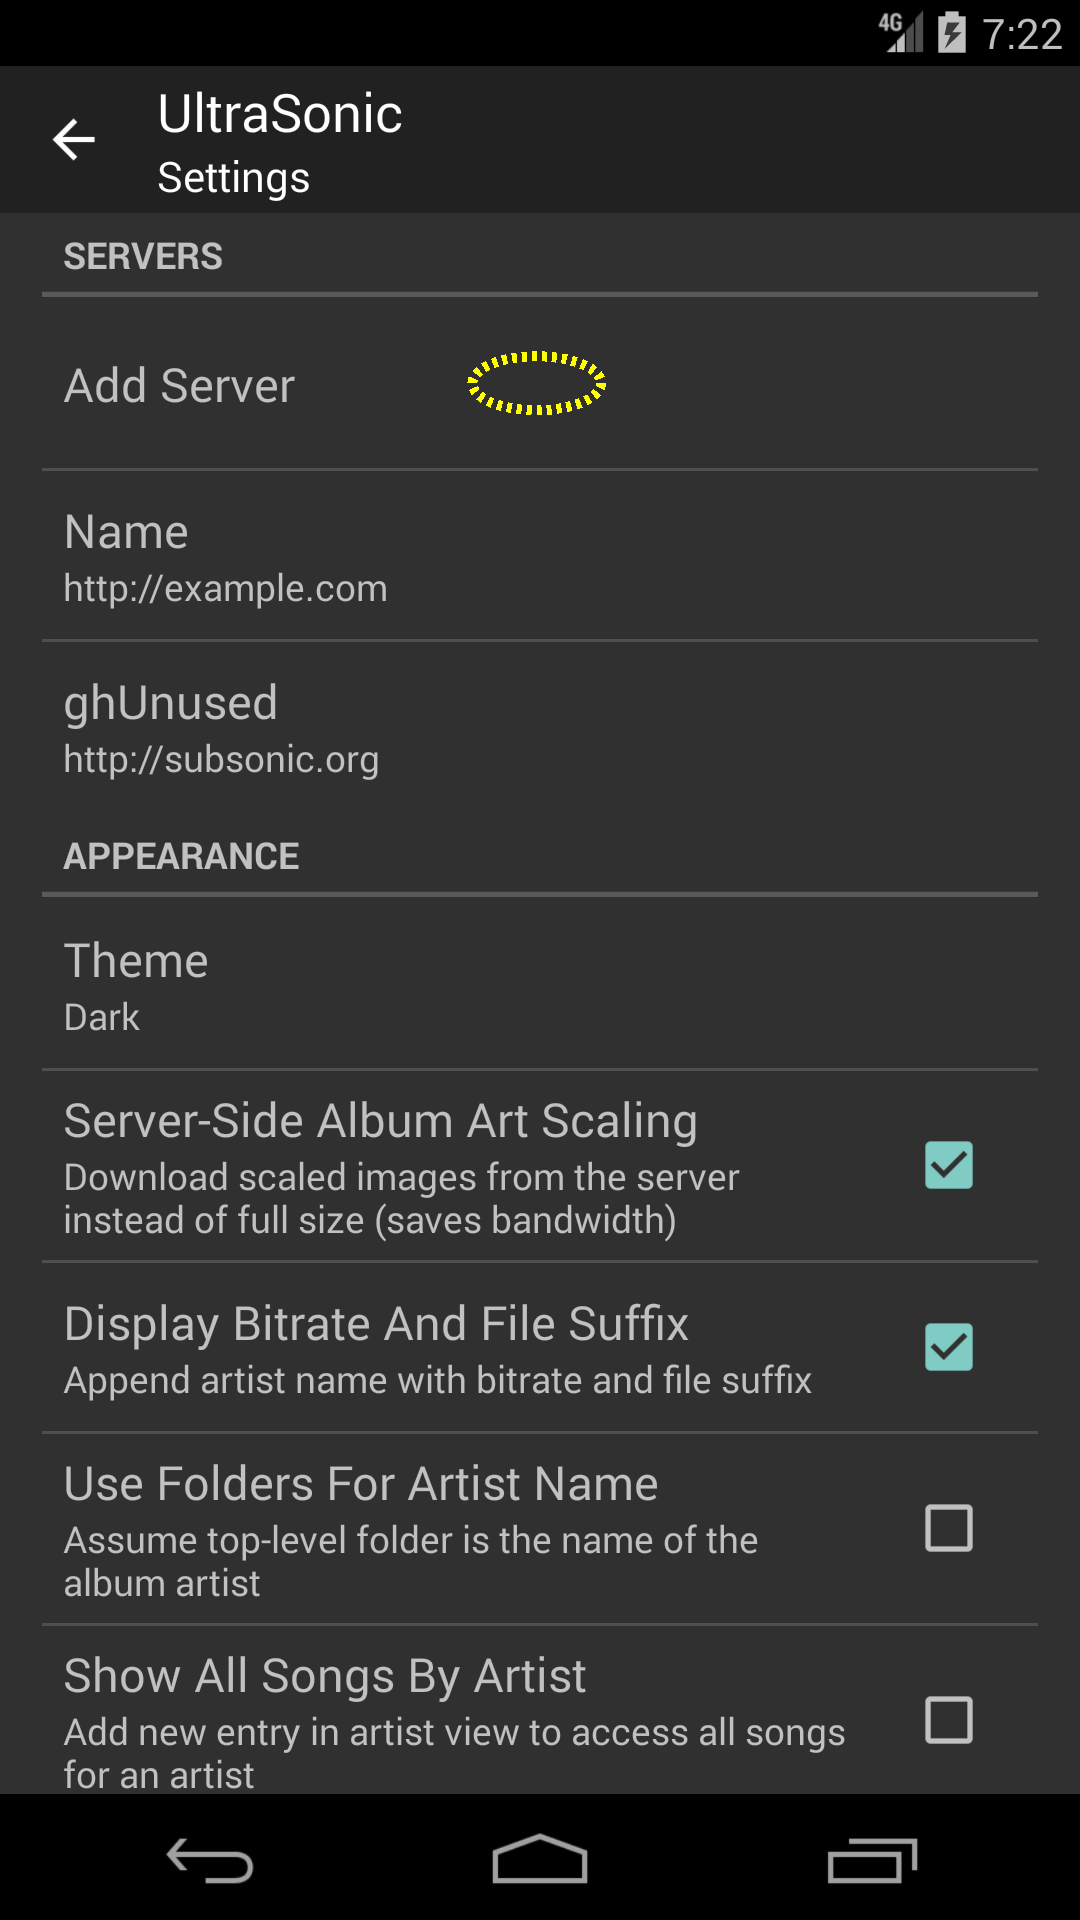 4G 7:22
UltraSonic
Settings
SERVERS
Add Server
Name
http://example.com
ghUnused
http://subsonic.org
APPEARANCE
Theme
Dark
Server-Side Album Art Scaling
Download scaled images from the server
instead of full size (saves bandwidth)
Display Bitrate And File Suffix
Append artist name with bitrate and file suffix
Use Folders For Artist Name
Assume top-level folder is the name of the
album artist
Show All Songs By Artist
Add new entry in artist view to access all songs
for an artist